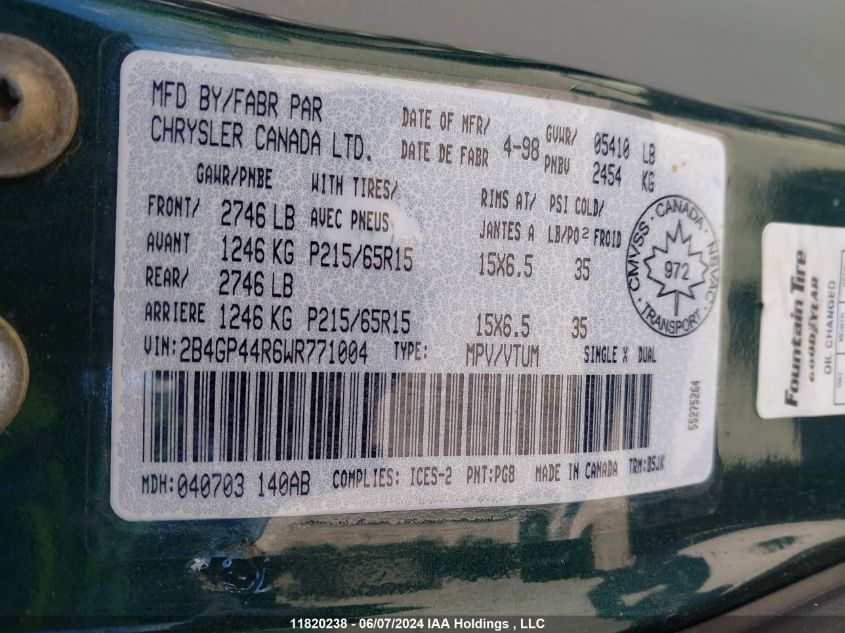 MFD BY/FABR PAR
CHRYSLER CANADA LTD.
DATE OF MFR/
DATE DE FABR
4-98
GVWR/
PNBV
05410 LB
2454 KG
GAWR/PNBE
WITH TIRES/
AVEC PNEUS
RIMS AT/
JANTES A
PSI COLD/
LB/PO² FROID
FRONT/ 2746 LB
AVANT 1246 KG P215/65R15 15X6.5 35
REAR/ 2746 LB
ARRIERE 1246 KG P215/65R15 15X6.5 35
VIN:2B4GP44R6WR771004 TYPE: MPV/VTUM SINGLE X DUAL
CMVSS · CANADA · NSVAC
972
TRANSPORT
55275264
MDH:040703 140AB COMPLIES: ICES-2 PNT:PG8 MADE IN CANADA TRM:DSJK
Fountain Tire
GOODYEAR
OIL CHANGED
MONTH
11820238 - 06/07/2024 IAA Holdings , LLC